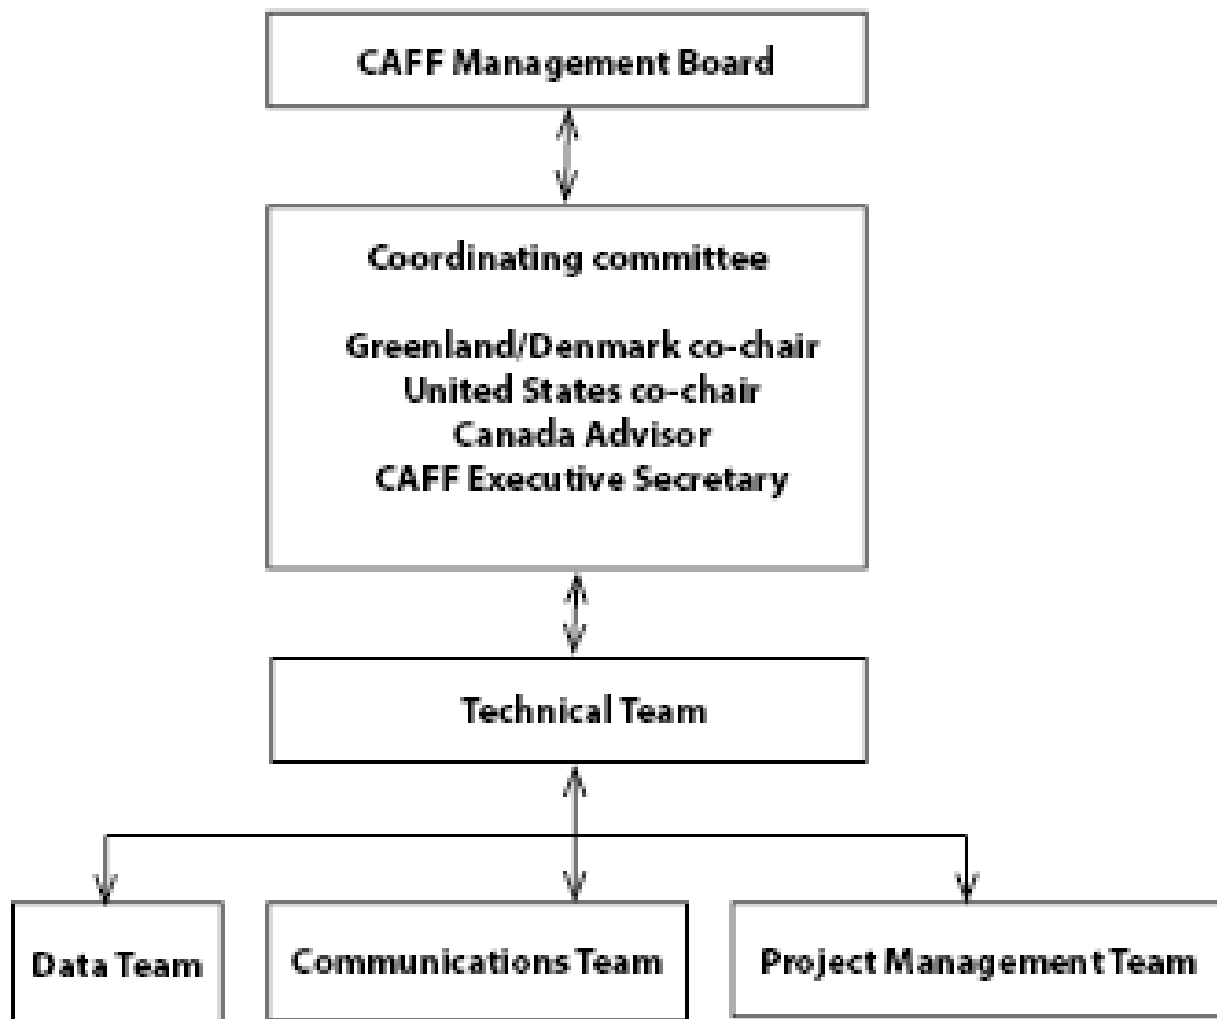 CAFF Management Board
Coordinating committee
Greenland/Denmark co-chair
United States co-chair
Canada Advisor
CAFF Executive Secretary
Technical Team
Data Team
Communications Team
Project Management Team